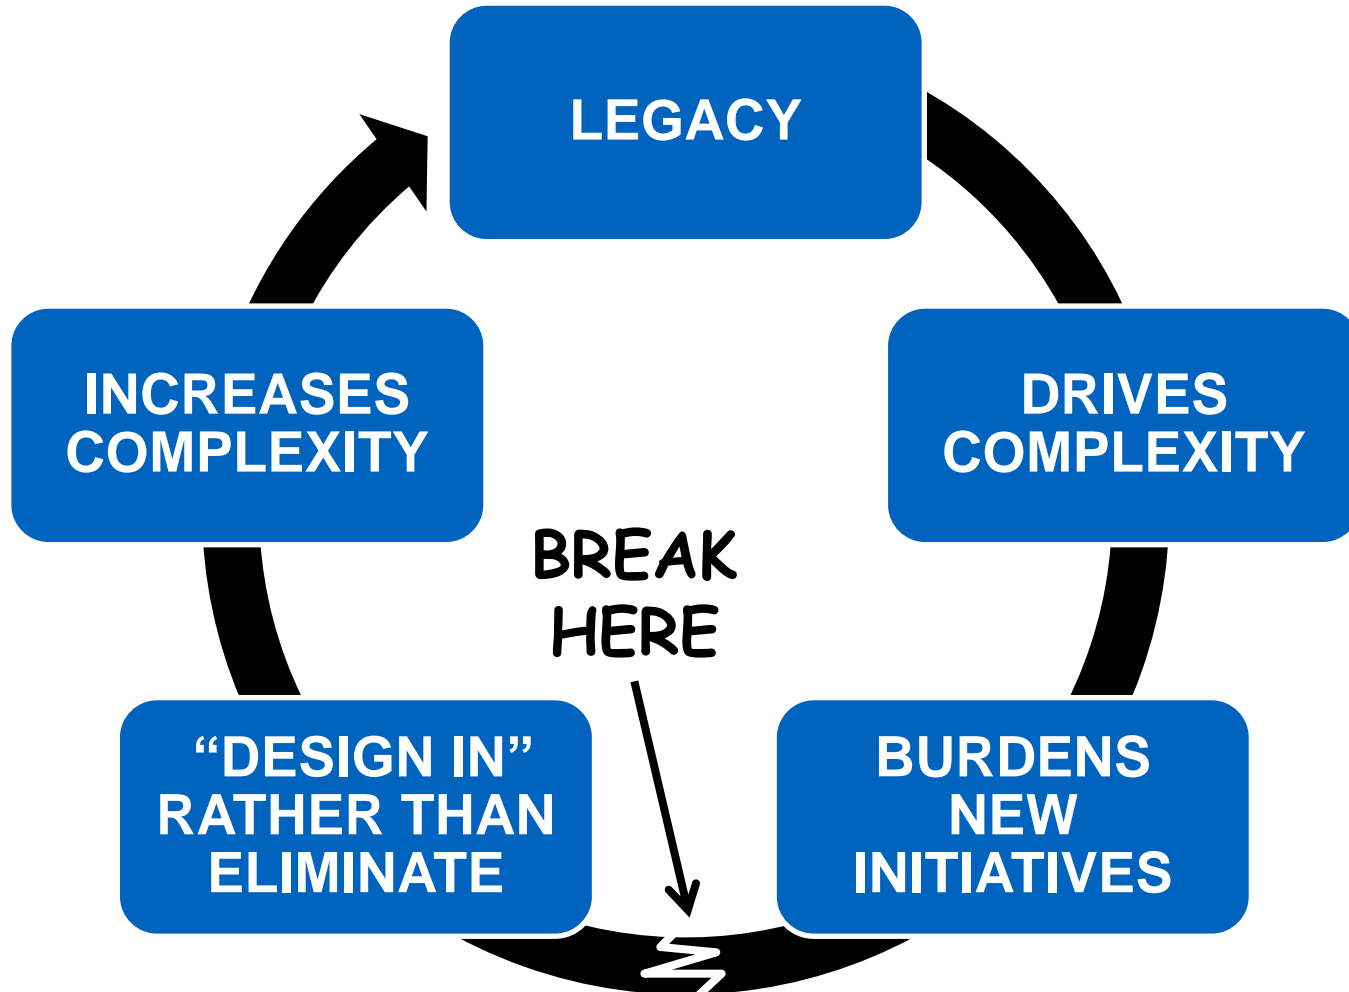 LEGACY
DRIVES
COMPLEXITY
BURDENS
NEW
INITIATIVES
BREAK
HERE
“DESIGN IN”
RATHER THAN
ELIMINATE
INCREASES
COMPLEXITY